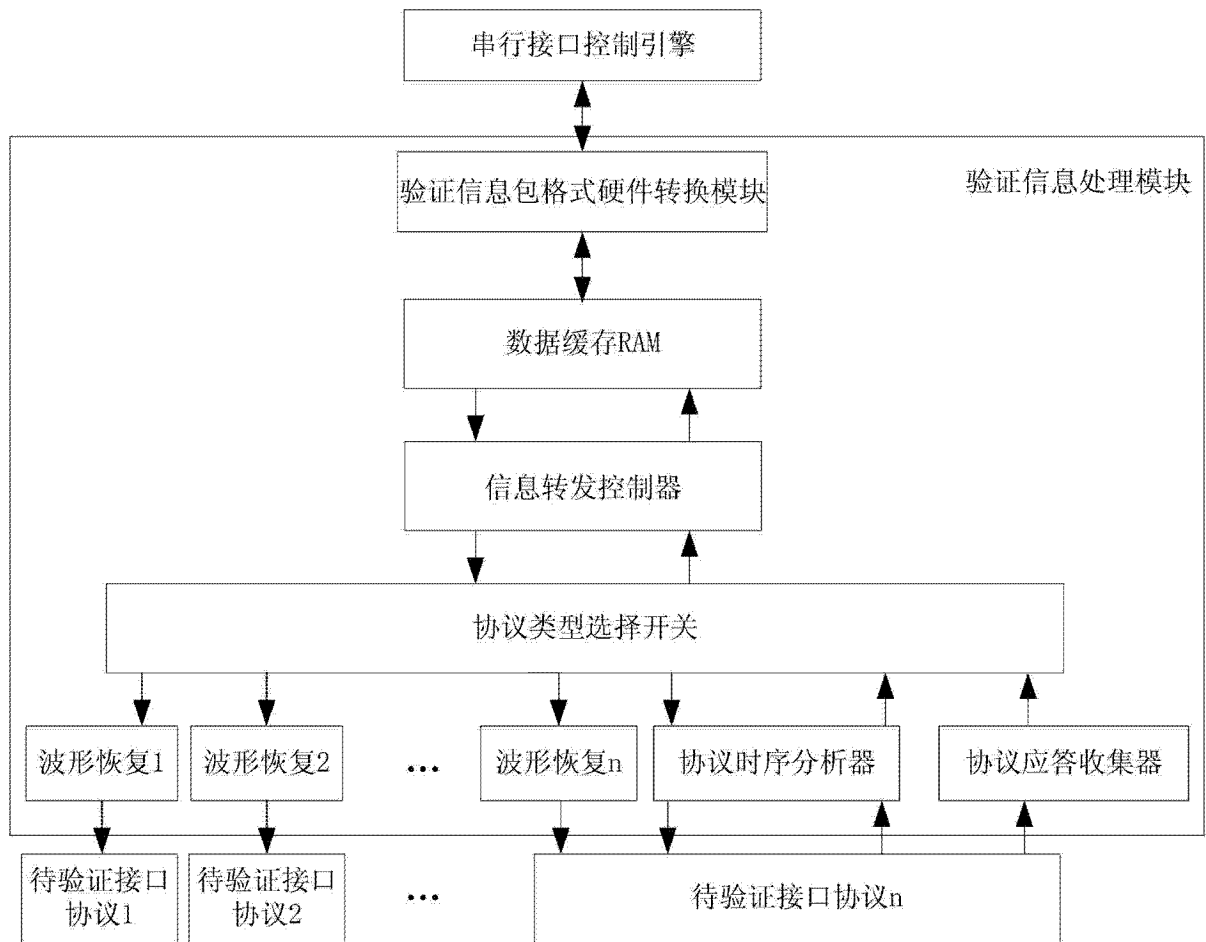 串行接口控制引擎
验证信息包格式硬件转换模块
验证信息处理模块
数据缓存RAM
信息转发控制器
协议类型选择开关
波形恢复1
波形恢复2
...
波形恢复n
协议时序分析器
协议应答收集器
待验证接口
协议1
待验证接口
协议2
...
待验证接口协议n